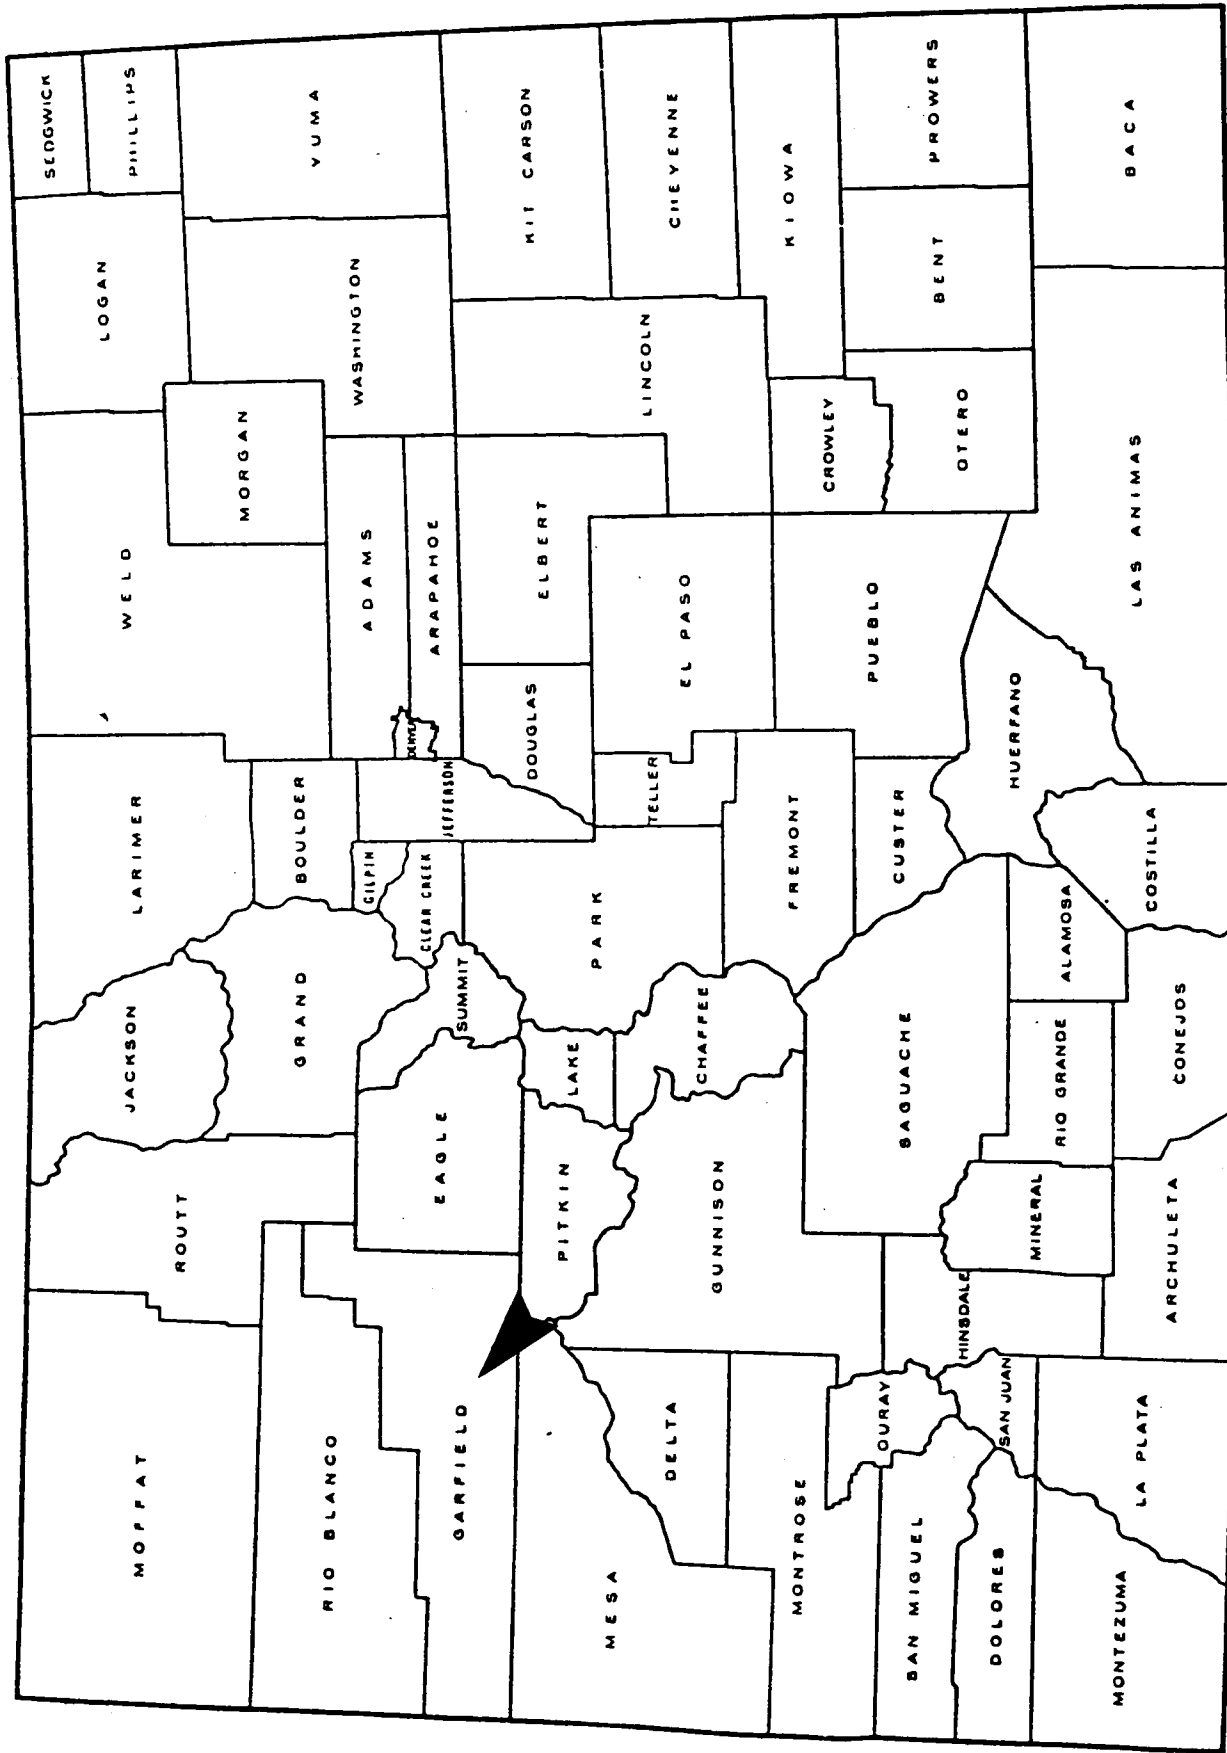 MOFFAT
ROUTT
JACKSON
LARIMER
WELD
LOGAN
SEDGWICK
PHILLIPS
RIO BLANCO
GRAND
BOULDER
MORGAN
WASHINGTON
YUMA
GARFIELD
EAGLE
SUMMIT
GILPIN
CLEAR CREEK
JEFFERSON
DENVER
ADAMS
ARAPAHOE
MESA
PITKIN
LAKE
PARK
DOUGLAS
ELBERT
LINCOLN
KIT CARSON
DELTA
GUNNISON
CHAFFEE
TELLER
EL PASO
CHEYENNE
MONTROSE
OURAY
SAGUACHE
FREMONT
CUSTER
PUEBLO
CROWLEY
KIOWA
SAN MIGUEL
HINSDALE
MINERAL
RIO GRANDE
ALAMOSA
HUERFANO
OTERO
BENT
PROWERS
DOLORES
SAN JUAN
MONTEZUMA
LA PLATA
ARCHULETA
CONEJOS
COSTILLA
LAS ANIMAS
BACA